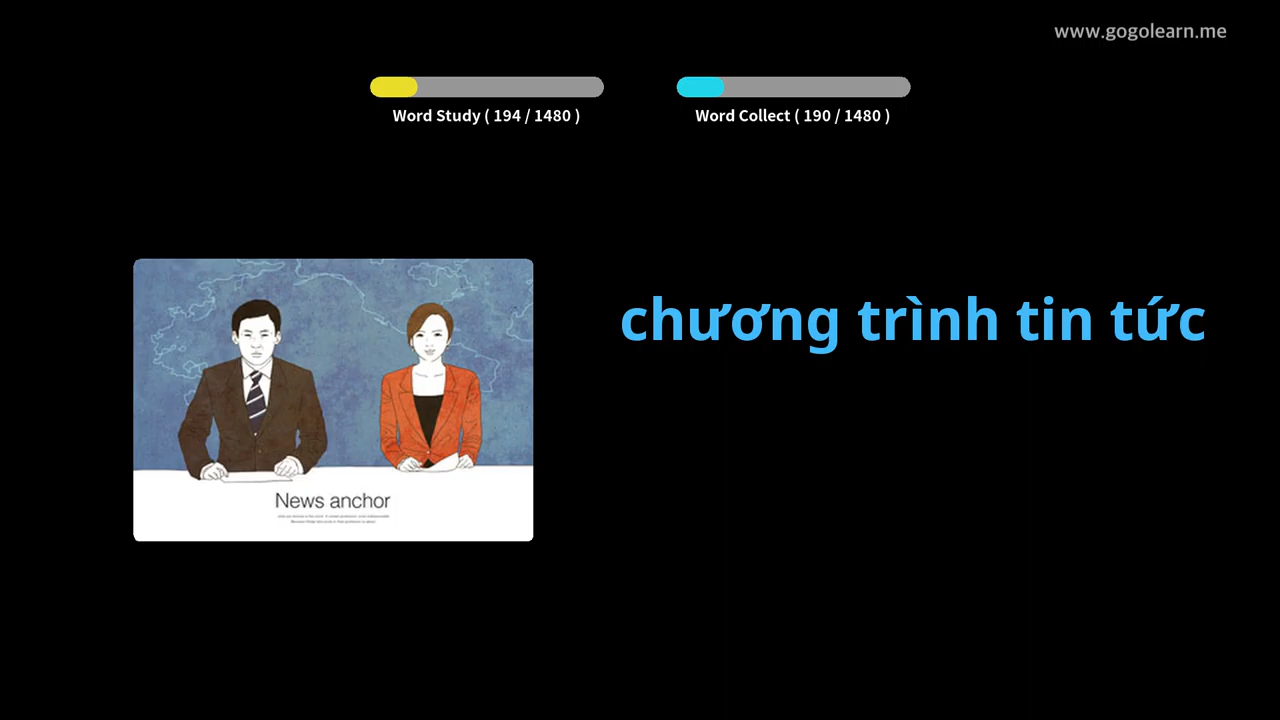 www.gogolearn.me
Word Study ( 194 / 1480 )
Word Collect ( 190 / 1480 )
chương trình tin tức
News anchor